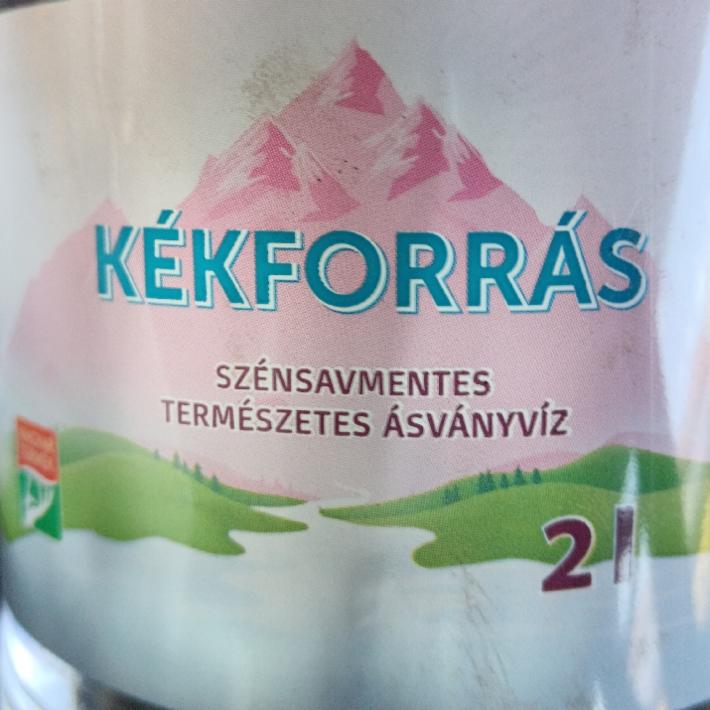 KÉKFORRÁS
SZÉNSAVMENTES
TERMÉSZETES ÁSVÁNYVÍZ
2 l